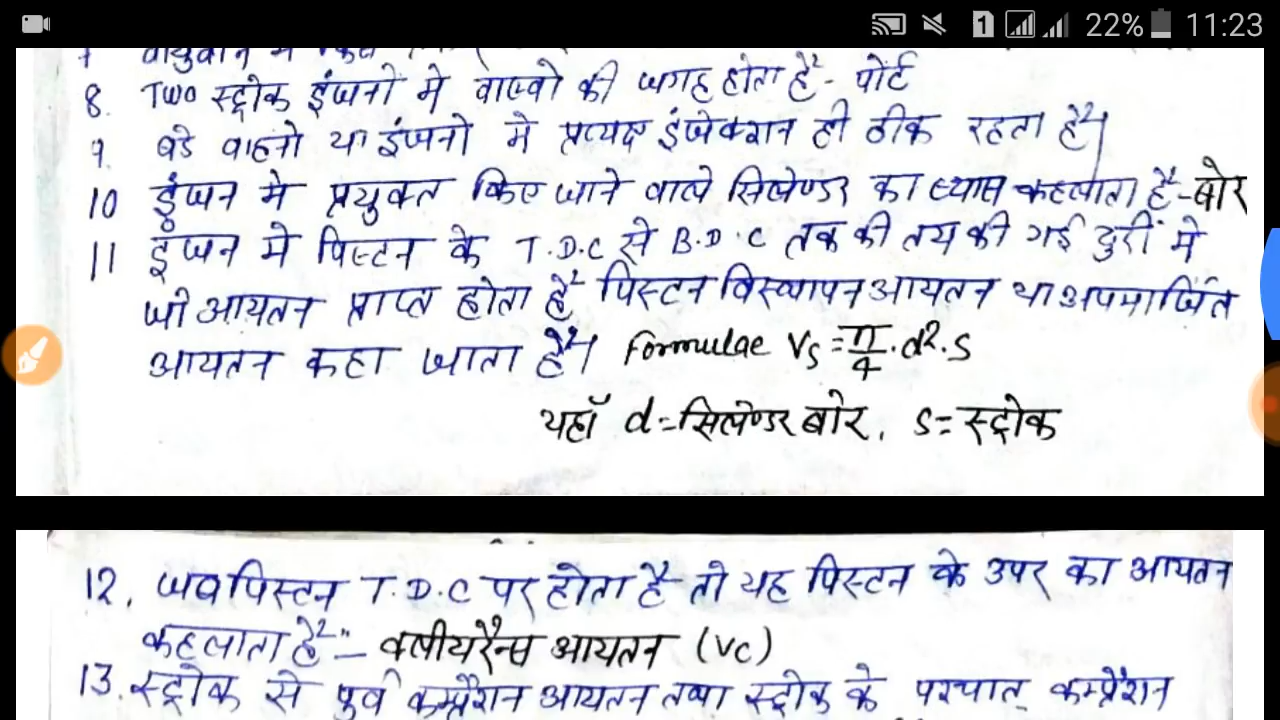 1 22% 11:23
8. Two स्ट्रोक इंजनो मे वाल्वो की जगह होता है - पोर्ट
9. बडे वाहनो या इंजनो मे प्रत्यक्ष इंजेक्शन ही ठीक रहता है।
10 इंजन मे प्रयुक्त किए जाने वाले सिलेण्डर का व्यास कहलाता है - बोर
11 इंजन मे पिस्टन के T.D.C से B.D.C तक की तय की गई दुरी मे
जो आयतन प्राप्त होता है पिस्टन विस्थापन आयतन या अपमार्जित
आयतन कहा जाता है। Formulae Vs = π/4 . d² . s
यहाँ d = सिलेण्डर बोर, s = स्ट्रोक
12. जब पिस्टन T.D.C पर होता है तो यह पिस्टन के उपर का आयतन
कहलाता है - क्लीयरैन्स आयतन (Vc)
13. स्ट्रोक से पुर्व कम्प्रैशन आयतन तथा स्ट्रोक के पश्चात् कम्प्रैशन